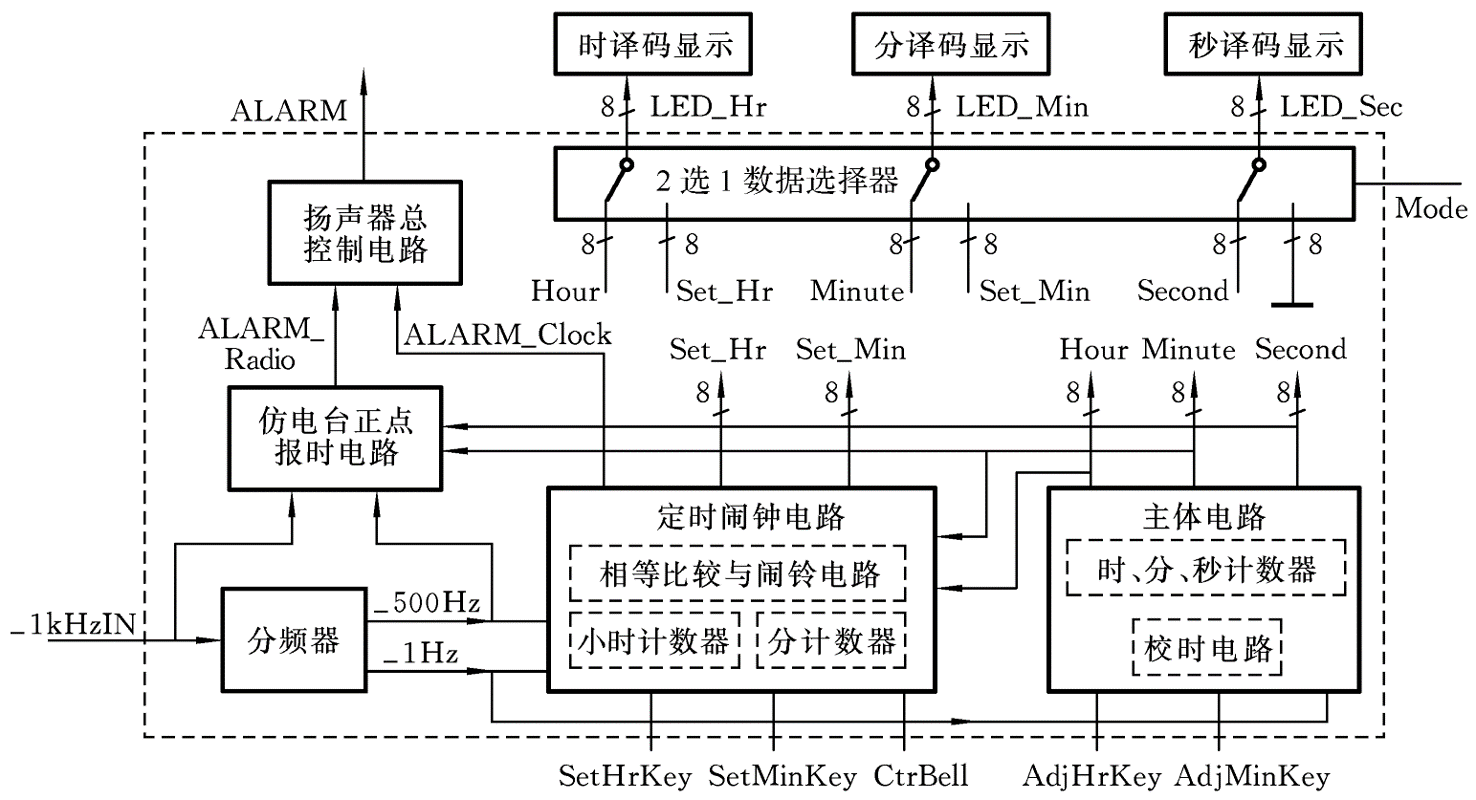 时译码显示
分译码显示
秒译码显示
8
LED_Hr
8
LED_Min
8
LED_Sec
ALARM
2选1数据选择器
Mode
扬声器总
控制电路
8
8
8
8
8
8
Hour
Set_Hr
Minute
Set_Min
Second
ALARM_
Radio
ALARM_Clock
Set_Hr
Set_Min
Hour
Minute
Second
8
8
8
8
8
仿电台正点
报时电路
定时闹钟电路
主体电路
相等比较与闹铃电路
时、分、秒计数器
_1kHzIN
分频器
_500Hz
_1Hz
小时计数器
分计数器
校时电路
SetHrKey
SetMinKey
CtrBell
AdjHrKey
AdjMinKey